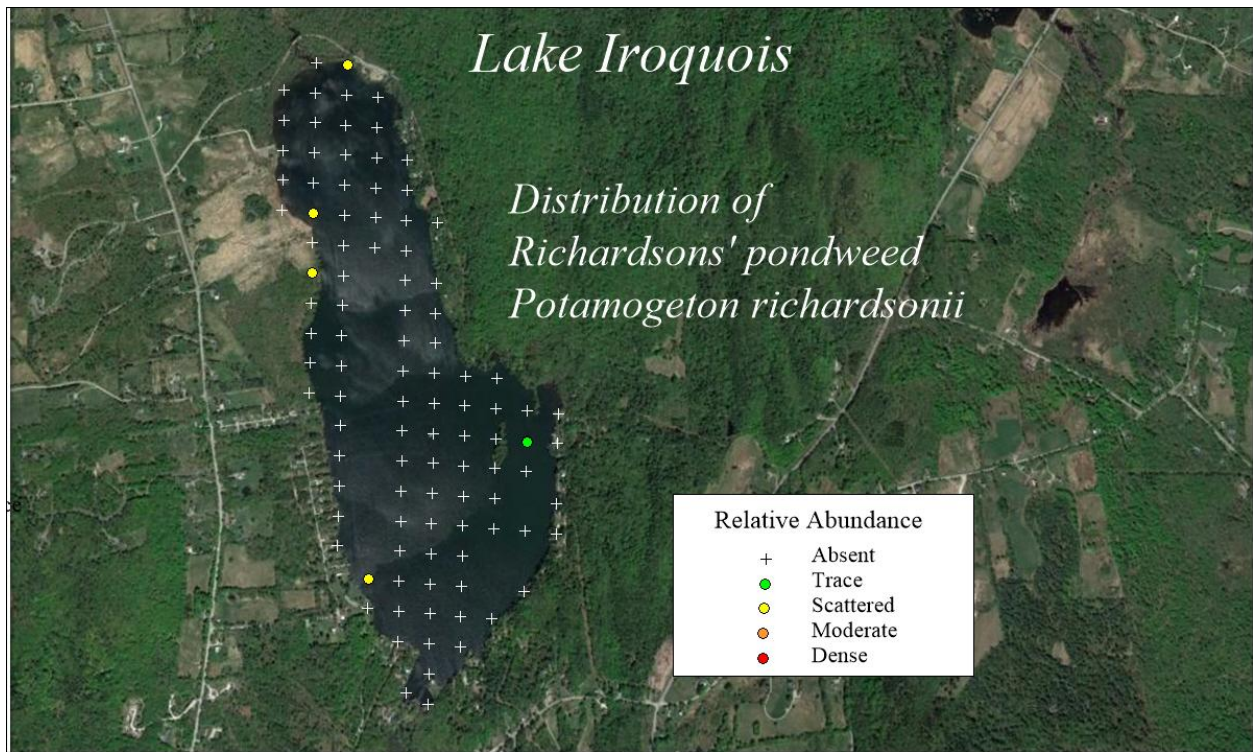 Lake Iroquois
Distribution of
Richardsons' pondweed
Potamogeton richardsonii
Relative Abundance
Absent
Trace
Scattered
Moderate
Dense